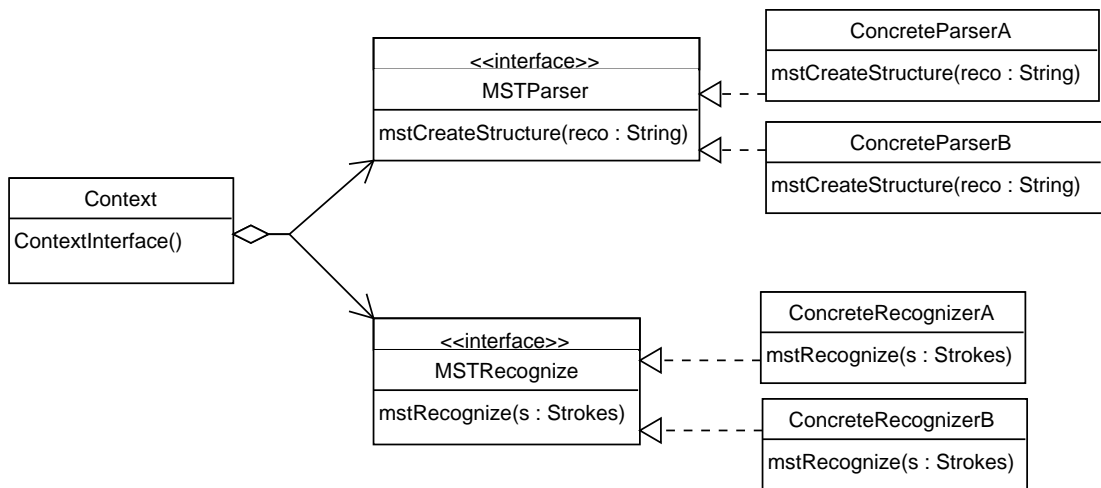 ConcreteParserA
mstCreateStructure(reco : String)
<<interface>>
MSTParser
mstCreateStructure(reco : String)
ConcreteParserB
mstCreateStructure(reco : String)
Context
ContextInterface()
ConcreteRecognizerA
mstRecognize(s : Strokes)
<<interface>>
MSTRecognize
mstRecognize(s : Strokes)
ConcreteRecognizerB
mstRecognize(s : Strokes)